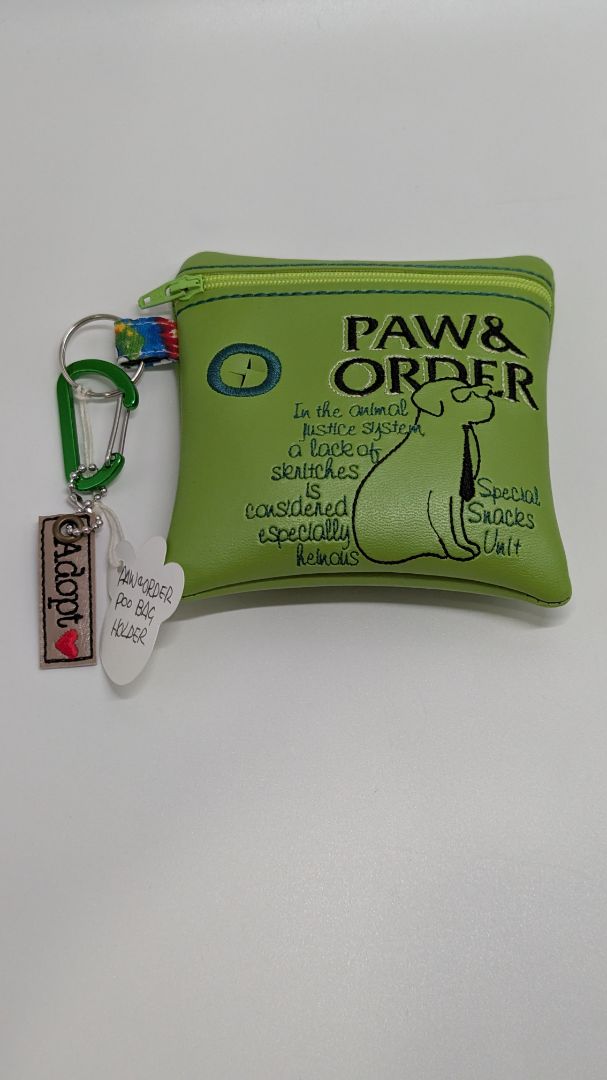 PAW&
ORDER
In the animal
justice system,
a lack of
skritches
is
considered
especially
heinous
Special
Snacks
Unit
Adopt
PAW&ORDER
POO BAG
HOLDER